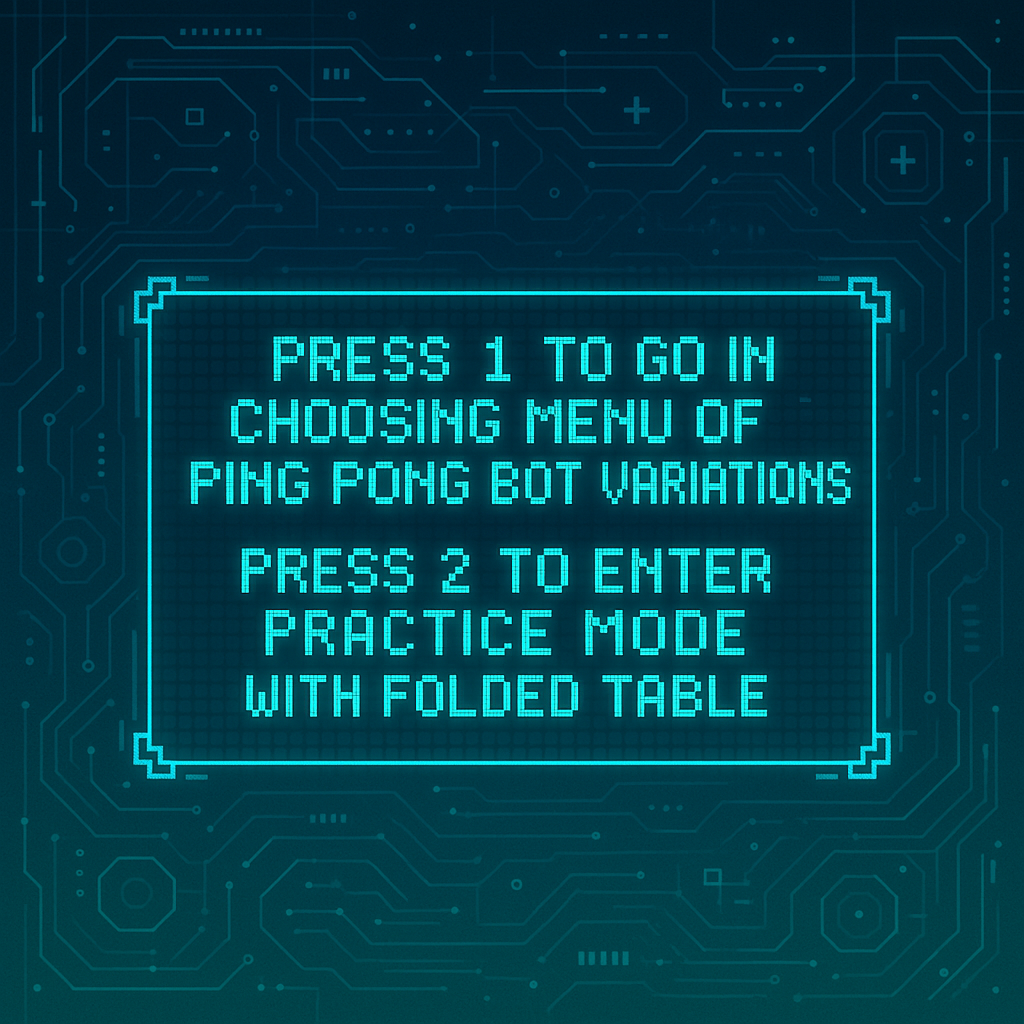 PRESS 1 TO GO IN
CHOOSING MENU OF
PING PONG BOT VARIATIONS
PRESS 2 TO ENTER
PRACTICE MODE
WITH FOLDED TABLE